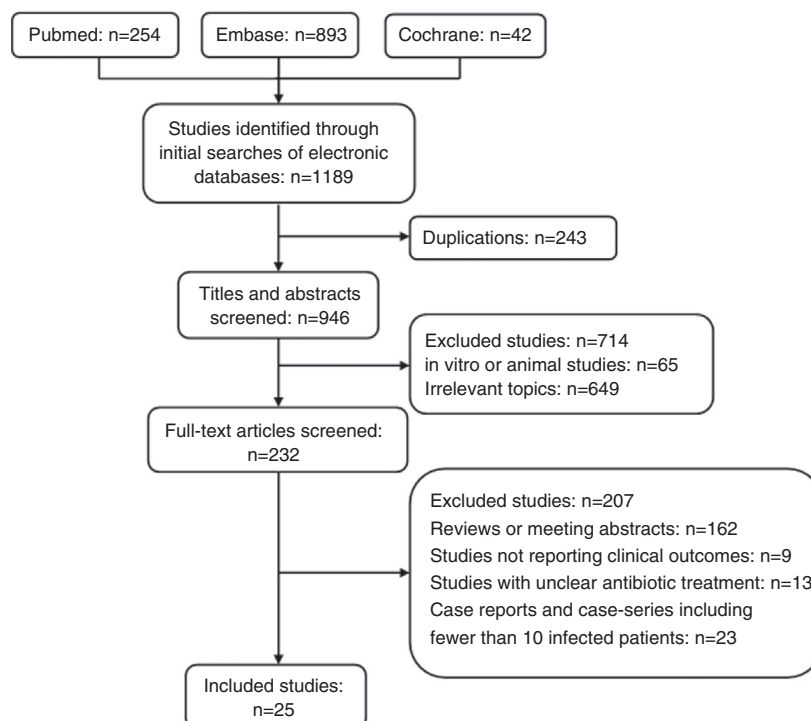 Pubmed: n=254
Embase: n=893
Cochrane: n=42
Studies identified through
initial searches of electronic
databases: n=1189
Duplications: n=243
Titles and abstracts
screened: n=946
Excluded studies: n=714
in vitro or animal studies: n=65
Irrelevant topics: n=649
Full-text articles screened:
n=232
Excluded studies: n=207
Reviews or meeting abstracts: n=162
Studies not reporting clinical outcomes: n=9
Studies with unclear antibiotic treatment: n=13
Case reports and case-series including
fewer than 10 infected patients: n=23
Included studies:
n=25